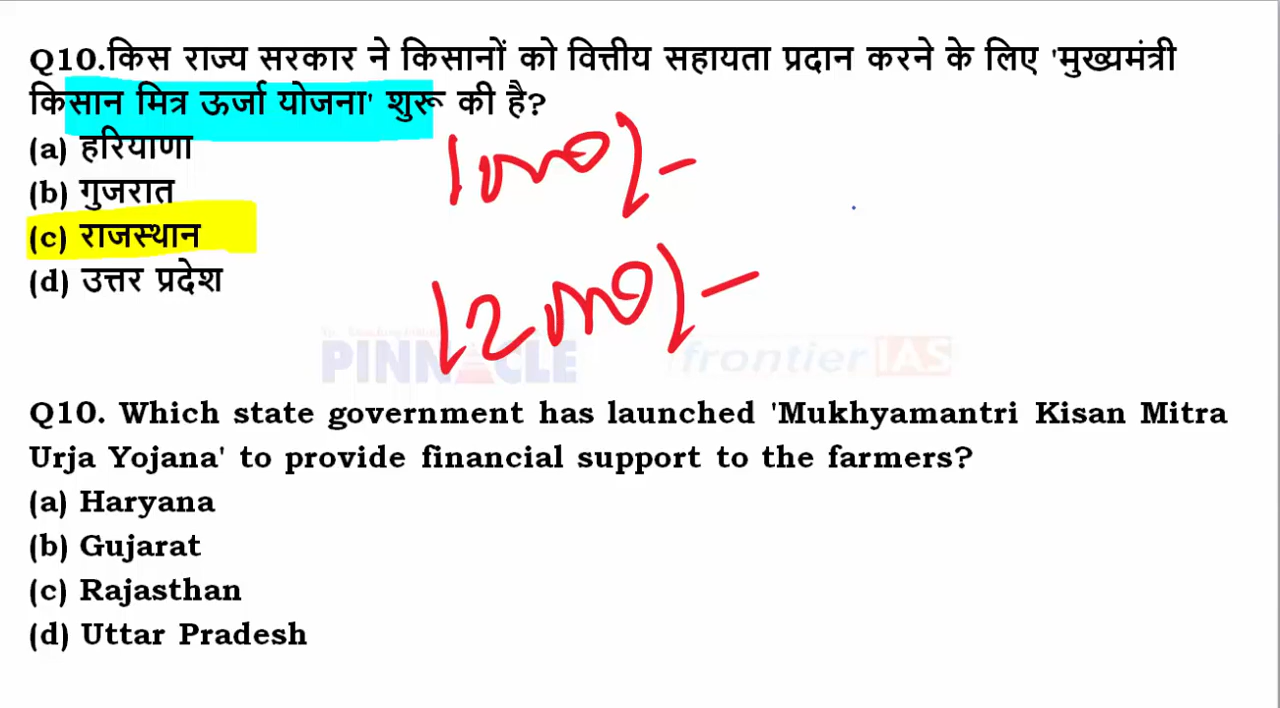 Q10.किस राज्य सरकार ने किसानों को वित्तीय सहायता प्रदान करने के लिए 'मुख्यमंत्री
किसान मित्र ऊर्जा योजना' शुरू की है?
(a) हरियाणा
(b) गुजरात
(c) राजस्थान
(d) उत्तर प्रदेश
1000/-
12000/-
PINNACLE frontier IAS
Q10. Which state government has launched 'Mukhyamantri Kisan Mitra
Urja Yojana' to provide financial support to the farmers?
(a) Haryana
(b) Gujarat
(c) Rajasthan
(d) Uttar Pradesh